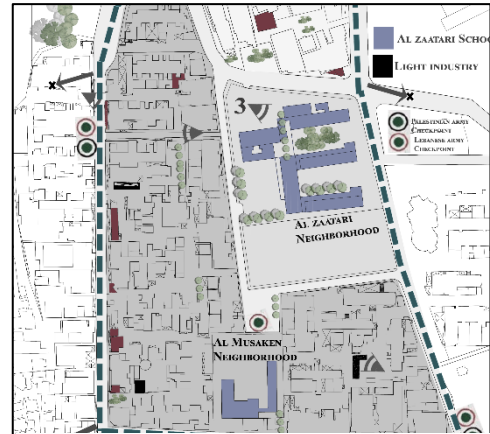 AL ZAATARI SCHOO
LIGHT INDUSTRY
PALESTINIAN ARMY
CHECKPOINT
LEBANESE ARMY
CHECKPOINT
3
AL ZAATARI
NEIGHBORHOOD
AL MUSAKEN
NEIGHBORHOOD